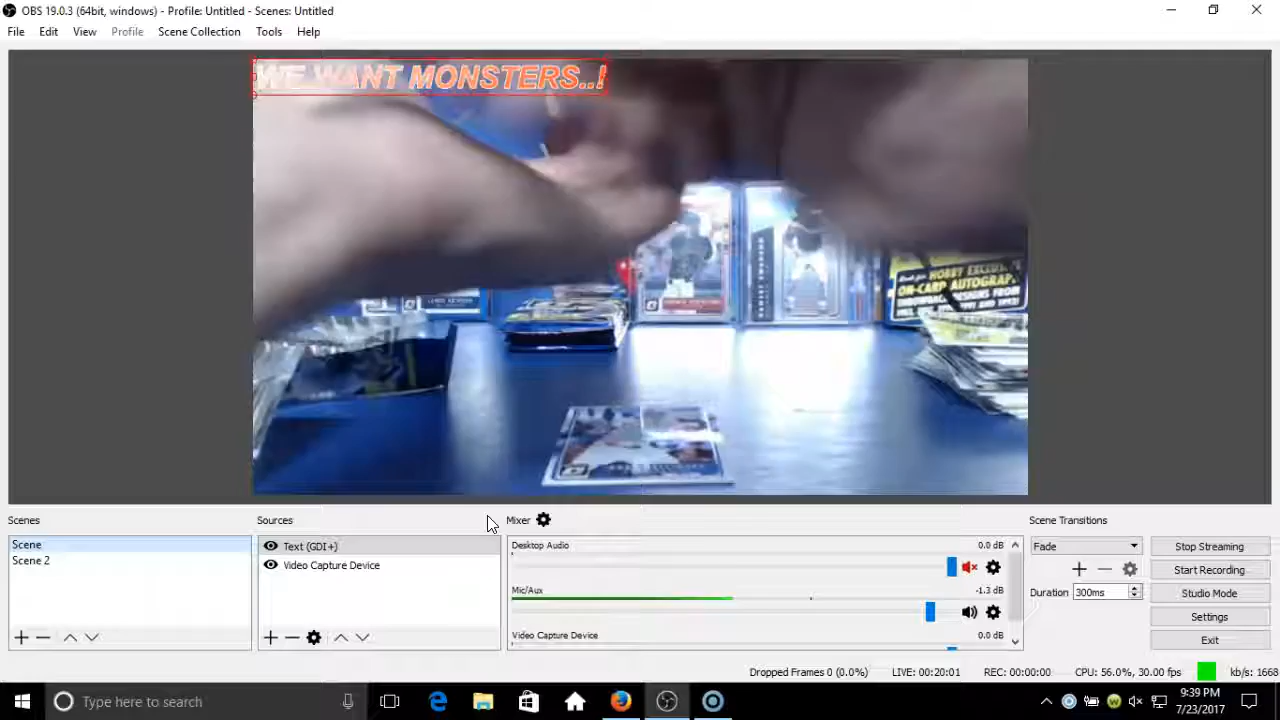 OBS 19.0.3 (64bit, windows) - Profile: Untitled - Scenes: Untitled
File Edit View Profile Scene Collection Tools Help
WE WANT MONSTERS..!
HOBBY EXCLUSIVE
ON-CARD AUTOGRAPH
DESIGNS FROM
Scenes
Scene
Scene 2
Sources
Text (GDI+)
Video Capture Device
Mixer
Desktop Audio 0.0 dB
Mic/Aux -1.3 dB
Video Capture Device 0.0 dB
Scene Transitions
Fade
Duration 300ms
Stop Streaming
Start Recording
Studio Mode
Settings
Exit
Dropped Frames 0 (0.0%) LIVE: 00:20:01 REC: 00:00:00 CPU: 56.0%, 30.00 fps kb/s: 1668
Type here to search
9:39 PM
7/23/2017